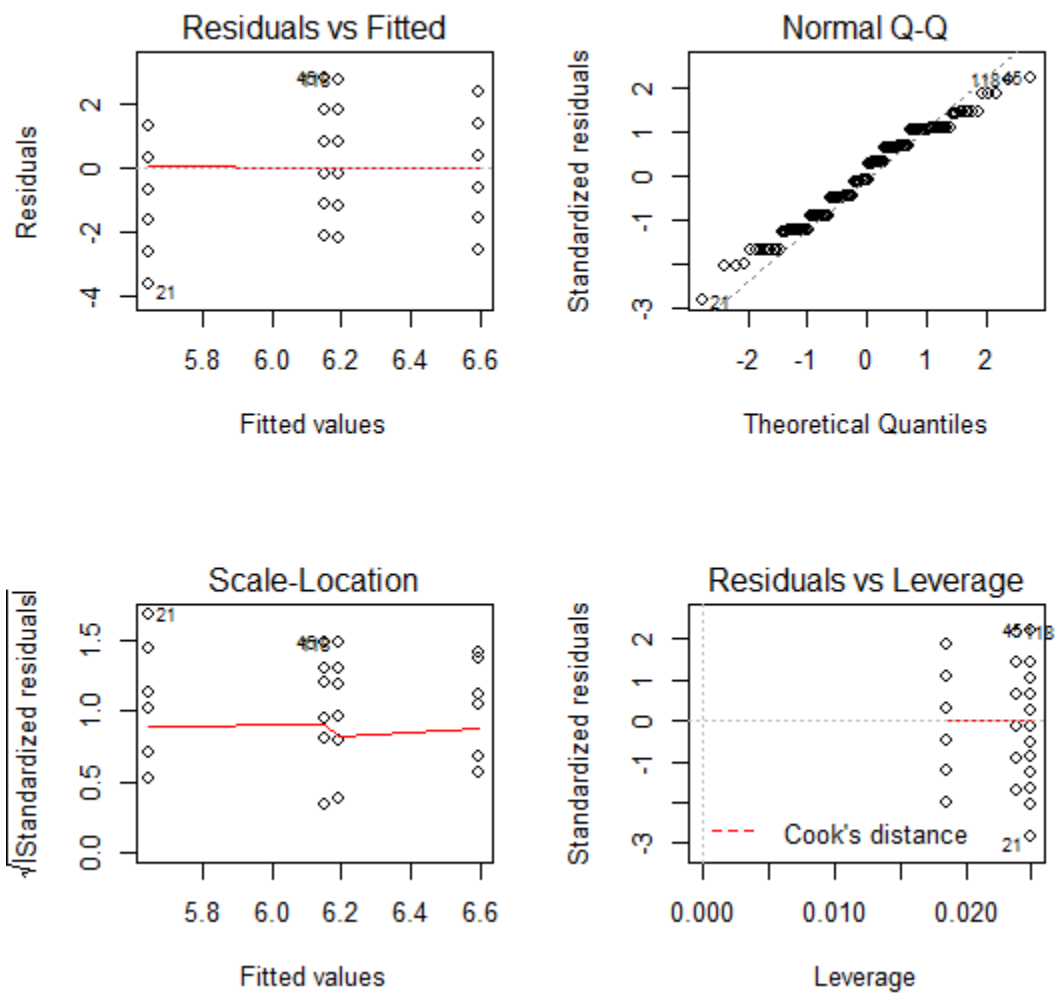 Residuals vs Fitted
Residuals
2
0
-2
-4
21
5.8 6.0 6.2 6.4 6.6
Fitted values
Normal Q-Q
Standardized residuals
2
1
0
-1
-3
118
45
21
-2 -1 0 1 2
Theoretical Quantiles
Scale-Location
√|Standardized residuals|
1.5
1.0
0.5
0.0
21
5.8 6.0 6.2 6.4 6.6
Fitted values
Residuals vs Leverage
Standardized residuals
2
1
0
-1
-3
45
118
21
Cook's distance
0.000 0.010 0.020
Leverage